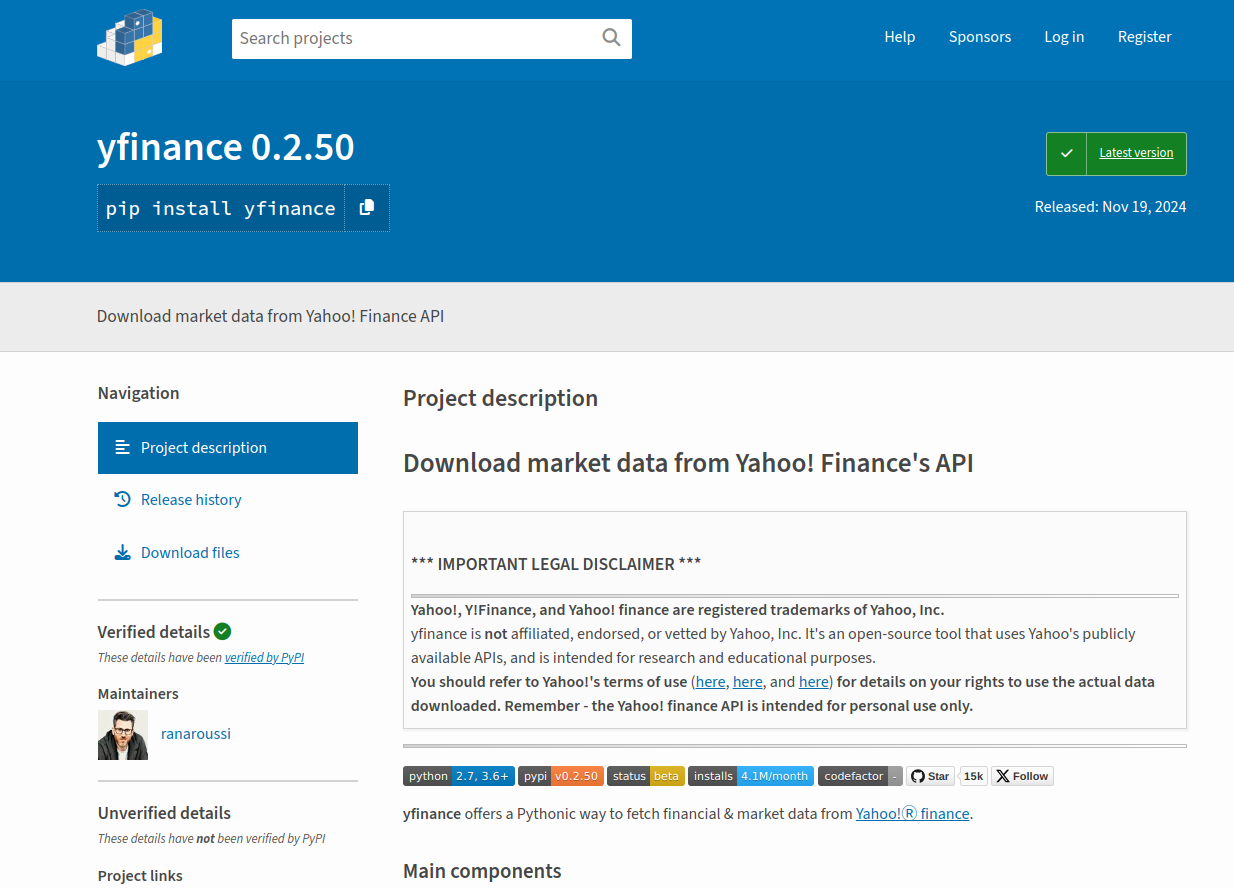 Search projects
Help
Sponsors
Log in
Register
yfinance 0.2.50
pip install yfinance
Latest version
Released: Nov 19, 2024
Download market data from Yahoo! Finance API
Navigation
Project description
Release history
Download files
Verified details
These details have been verified by PyPI
Maintainers
ranaroussi
Unverified details
These details have not been verified by PyPI
Project links
Project description
Download market data from Yahoo! Finance's API
*** IMPORTANT LEGAL DISCLAIMER ***
Yahoo!, Y!Finance, and Yahoo! finance are registered trademarks of Yahoo, Inc.
yfinance is not affiliated, endorsed, or vetted by Yahoo, Inc. It's an open-source tool that uses Yahoo's publicly
available APIs, and is intended for research and educational purposes.
You should refer to Yahoo!'s terms of use (here, here, and here) for details on your rights to use the actual data
downloaded. Remember - the Yahoo! finance API is intended for personal use only.
python 2.7, 3.6+ pypi v0.2.50 status beta installs 4.1M/month codefactor - Star 15k Follow
yfinance offers a Pythonic way to fetch financial & market data from Yahoo!Ⓡ finance.
Main components